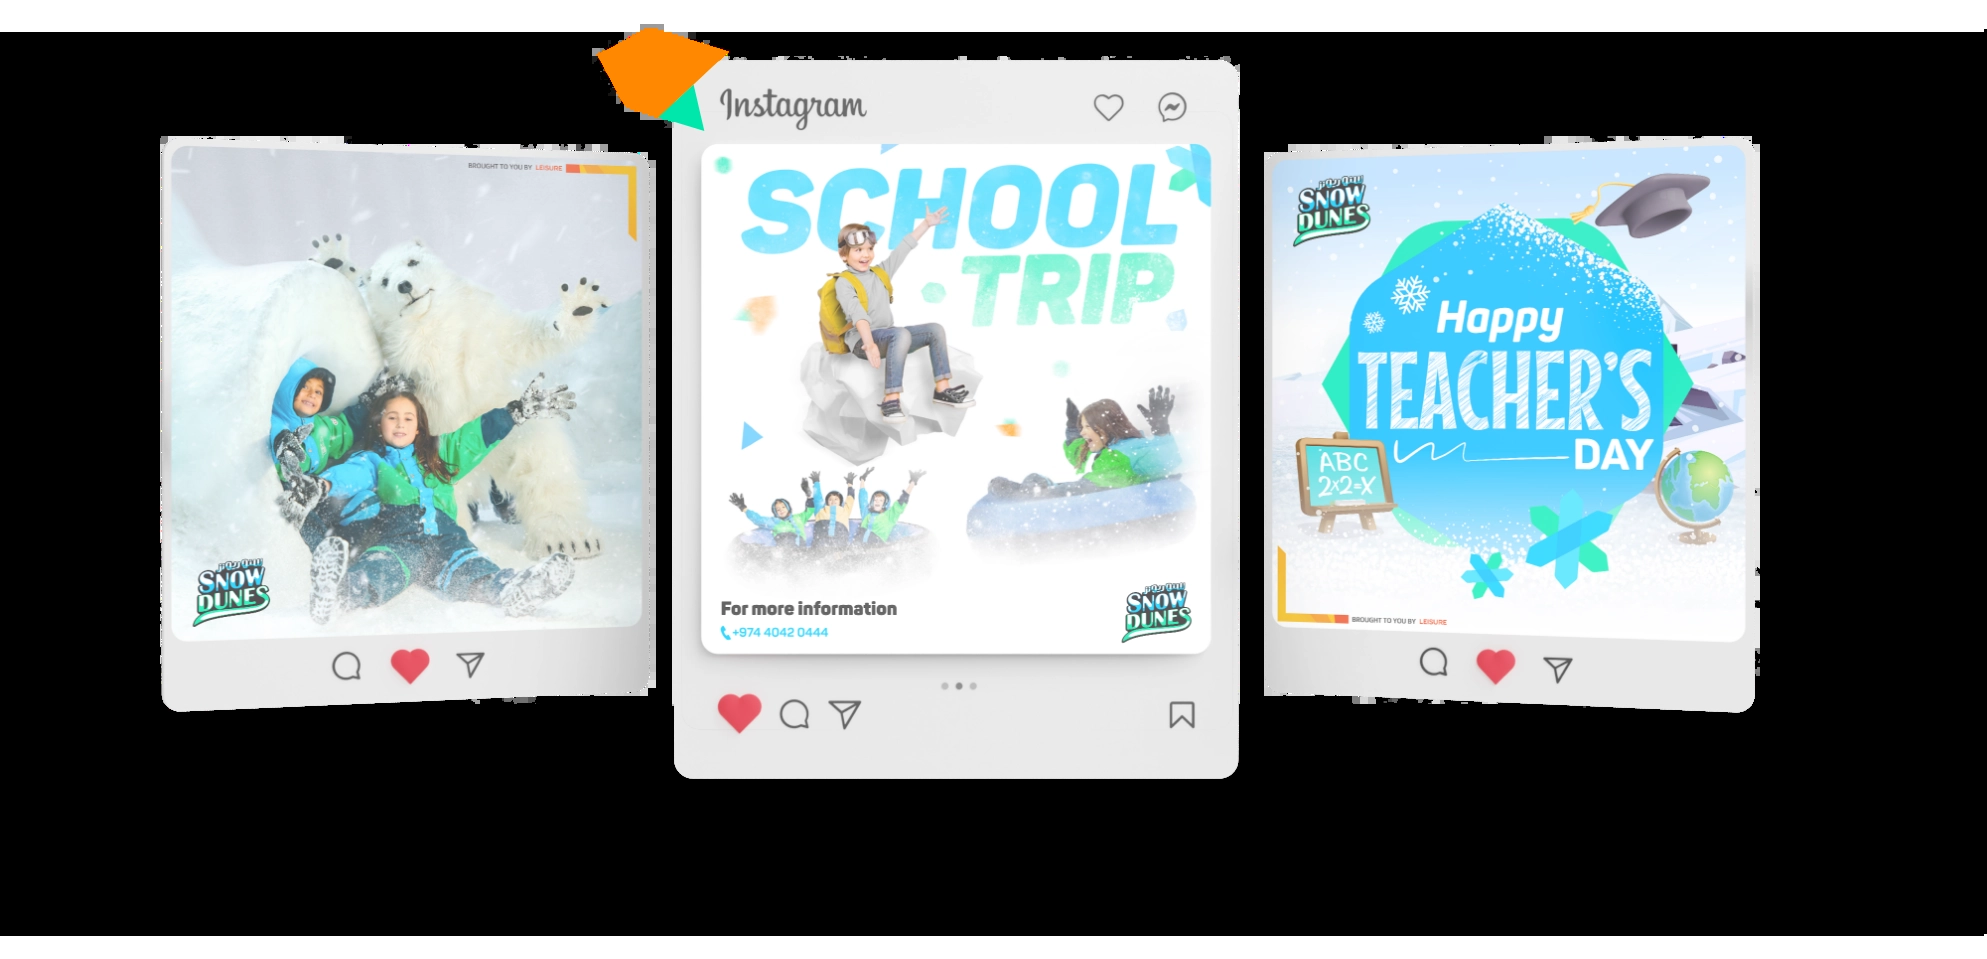 BROUGHT TO YOU BY LEISURE
SNOW
DUNES
Instagram
SCHOOL
TRIP
For more information
+974 4042 0444
SNOW
DUNES
SNOW
DUNES
Happy
TEACHER'S
DAY
ABC
2x2=X
BROUGHT TO YOU BY LEISURE